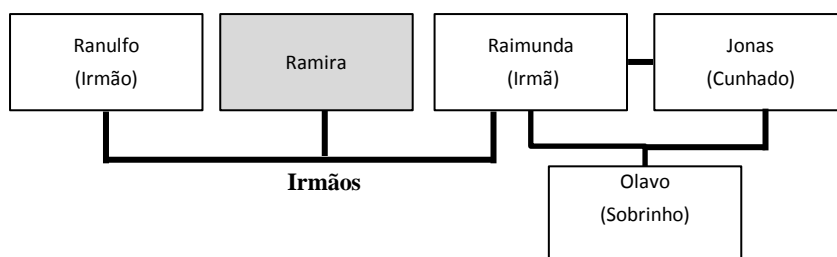 Ranulfo
(Irmão)
Ramira
Raimunda
(Irmã)
Jonas
(Cunhado)
Irmãos
Olavo
(Sobrinho)